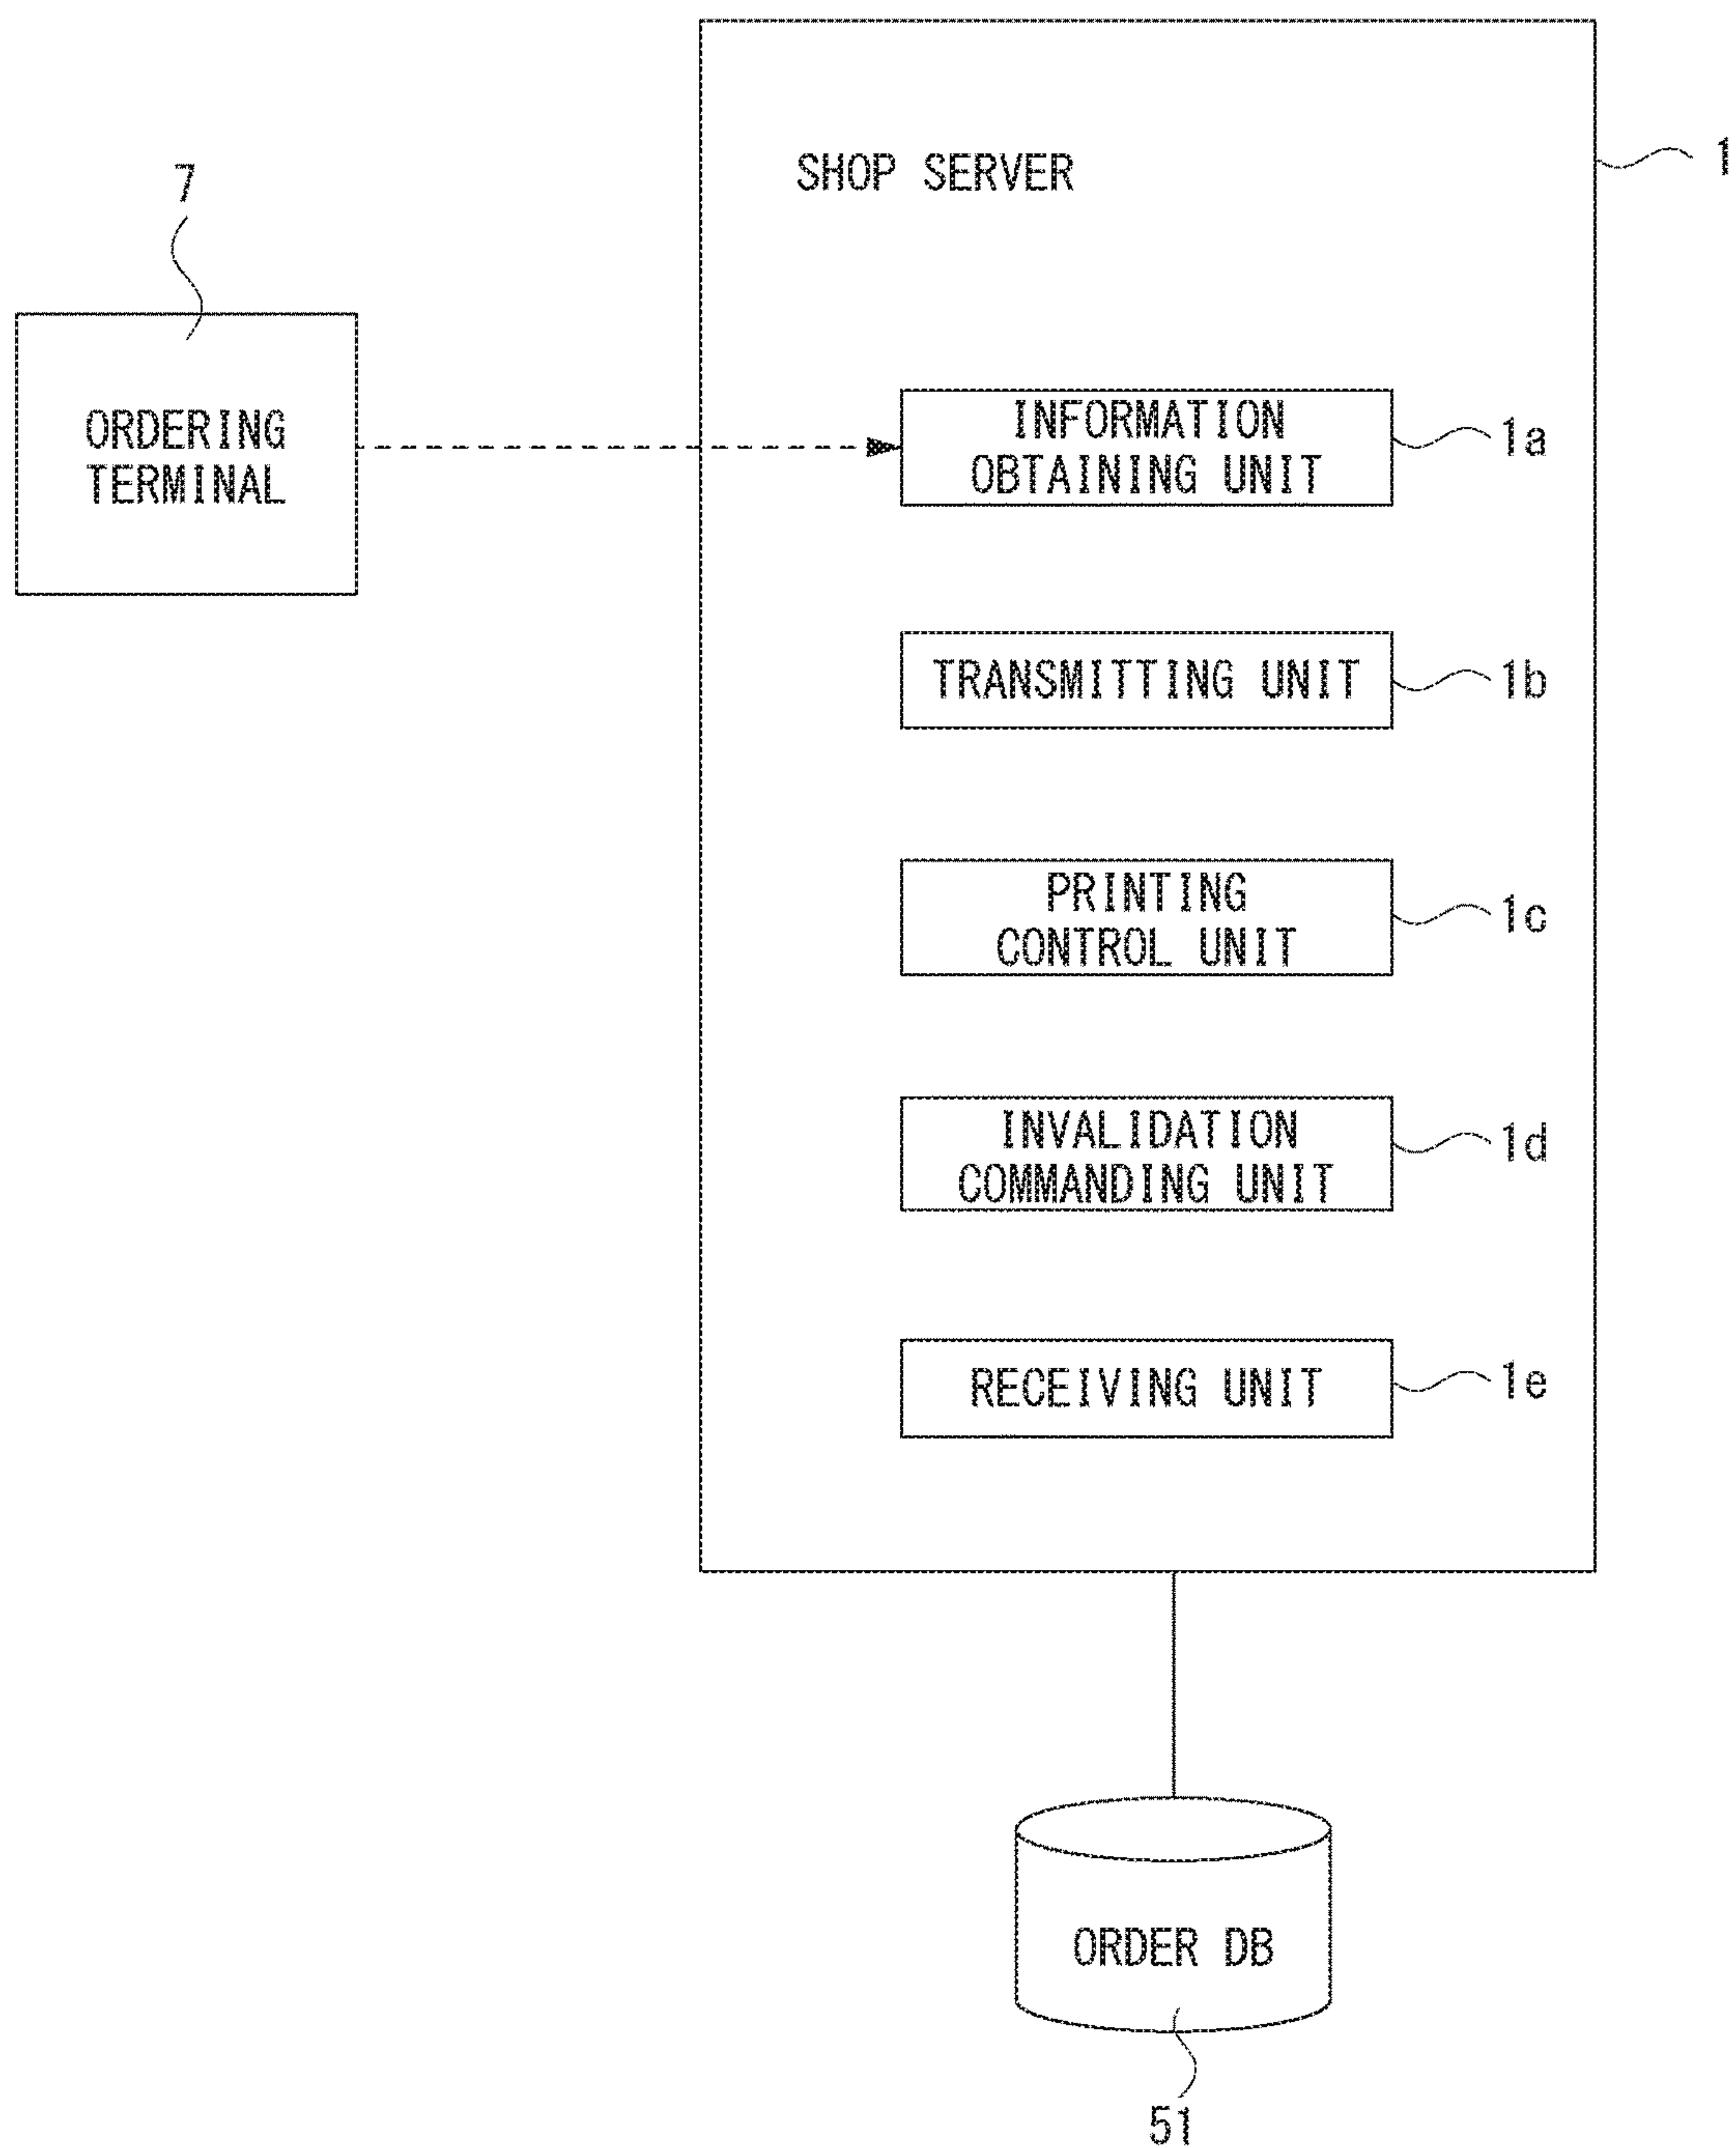 SHOP SERVER
1
7
ORDERING
TERMINAL
INFORMATION
OBTAINING UNIT
1a
TRANSMITTING UNIT
1b
PRINTING
CONTROL UNIT
1c
INVALIDATION
COMMANDING UNIT
1d
RECEIVING UNIT
1e
ORDER DB
51